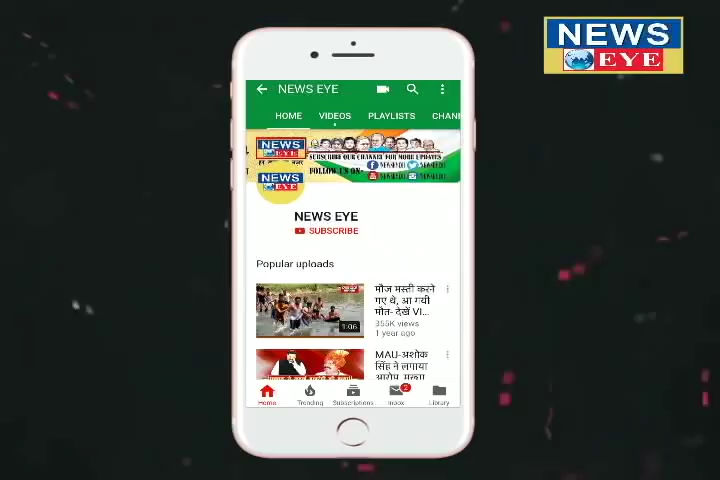 NEWS
EYE
NEWS EYE
HOME VIDEOS PLAYLISTS CHANN
NEWS
EYE
SUBSCRIBE OUR CHANNEL FOR MORE UPDATES
FOLLOW US ON-
NEWS
EYE
NEWS EYE
SUBSCRIBE
Popular uploads
मौज मस्ती करने
गए थे, आ गयी
मौत- देखें VI...
355K views
1 year ago
1:06
MAU-अशोक
सिंह ने लगाया
2
Home Trending Subscriptions Inbox Library